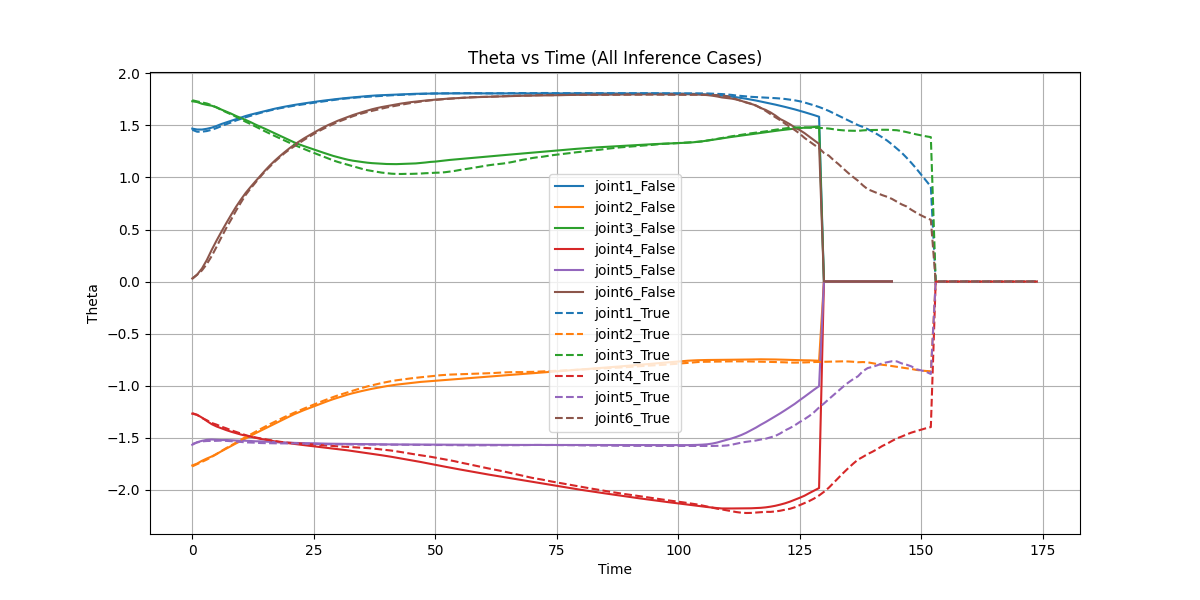 Theta vs Time (All Inference Cases)
2.0
1.5
1.0
0.5
0.0
−0.5
−1.0
−1.5
−2.0
Theta
joint1_False
joint2_False
joint3_False
joint4_False
joint5_False
joint6_False
joint1_True
joint2_True
joint3_True
joint4_True
joint5_True
joint6_True
0 25 50 75 100 125 150 175
Time